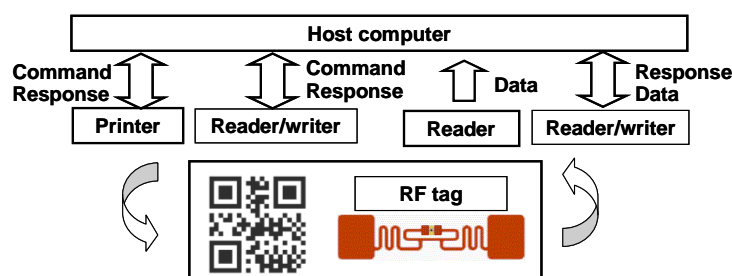 Host computer
Command
Response
Command
Response
Data
Response
Data
Printer
Reader/writer
Reader
Reader/writer
RF tag